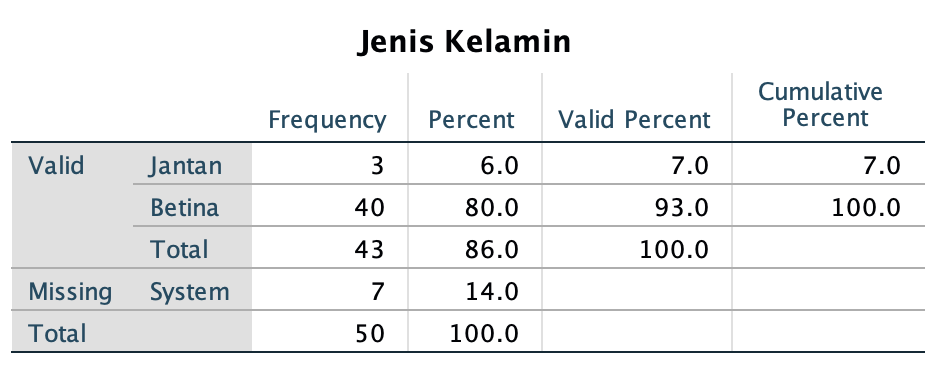 Jenis Kelamin
Frequency Percent Valid Percent Cumulative Percent
Valid Jantan 3 6.0 7.0 7.0
Betina 40 80.0 93.0 100.0
Total 43 86.0 100.0
Missing System 7 14.0
Total 50 100.0